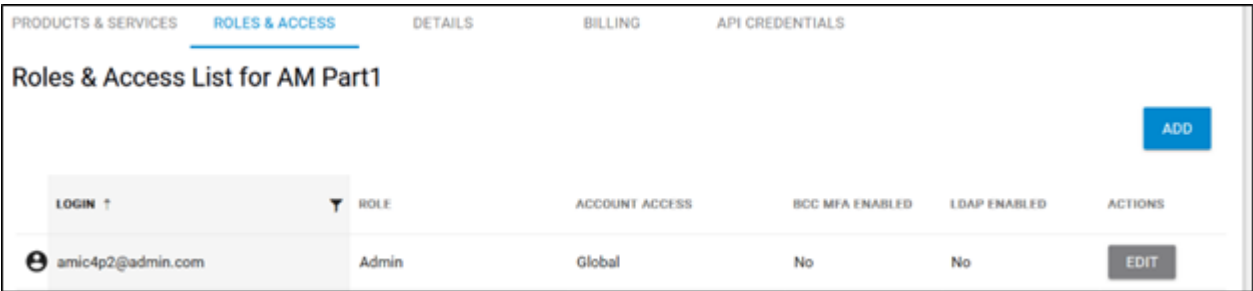 PRODUCTS & SERVICES ROLES & ACCESS DETAILS BILLING API CREDENTIALS
Roles & Access List for AM Part1
ADD
LOGIN ↑ ROLE ACCOUNT ACCESS BCC MFA ENABLED LDAP ENABLED ACTIONS
amic4p2@admin.com Admin Global No No EDIT